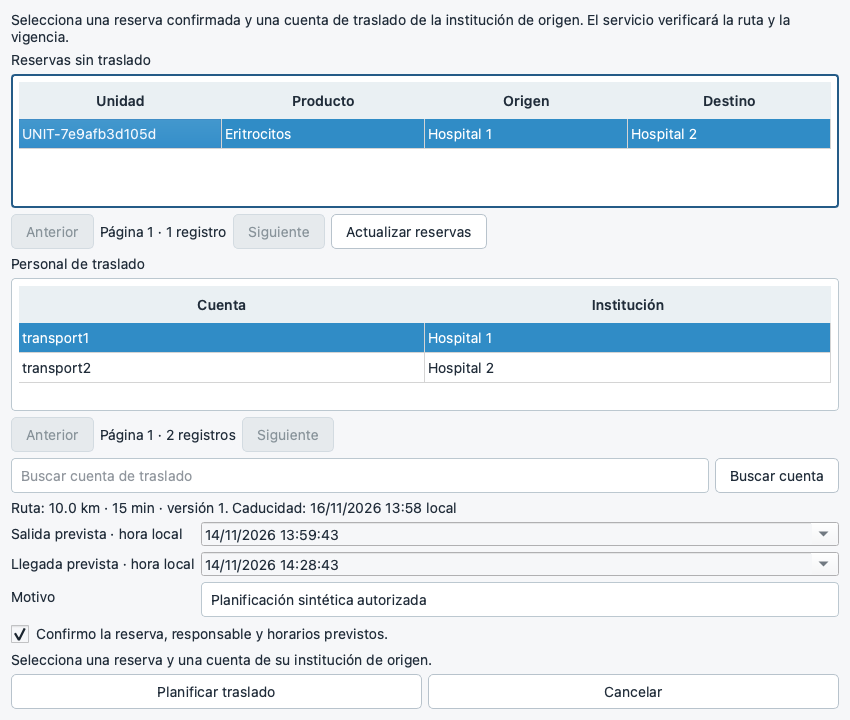 Selecciona una reserva confirmada y una cuenta de traslado de la institución de origen. El servicio verificará la ruta y la
vigencia.
Reservas sin traslado
Unidad Producto Origen Destino
UNIT-7e9afb3d105d Eritrocitos Hospital 1 Hospital 2
Anterior Página 1 · 1 registro Siguiente Actualizar reservas
Personal de traslado
Cuenta Institución
transport1 Hospital 1
transport2 Hospital 2
Anterior Página 1 · 2 registros Siguiente
Buscar cuenta de traslado Buscar cuenta
Ruta: 10.0 km · 15 min · versión 1. Caducidad: 16/11/2026 13:58 local
Salida prevista · hora local 14/11/2026 13:59:43
Llegada prevista · hora local 14/11/2026 14:28:43
Motivo Planificación sintética autorizada
Confirmo la reserva, responsable y horarios previstos.
Selecciona una reserva y una cuenta de su institución de origen.
Planificar traslado Cancelar